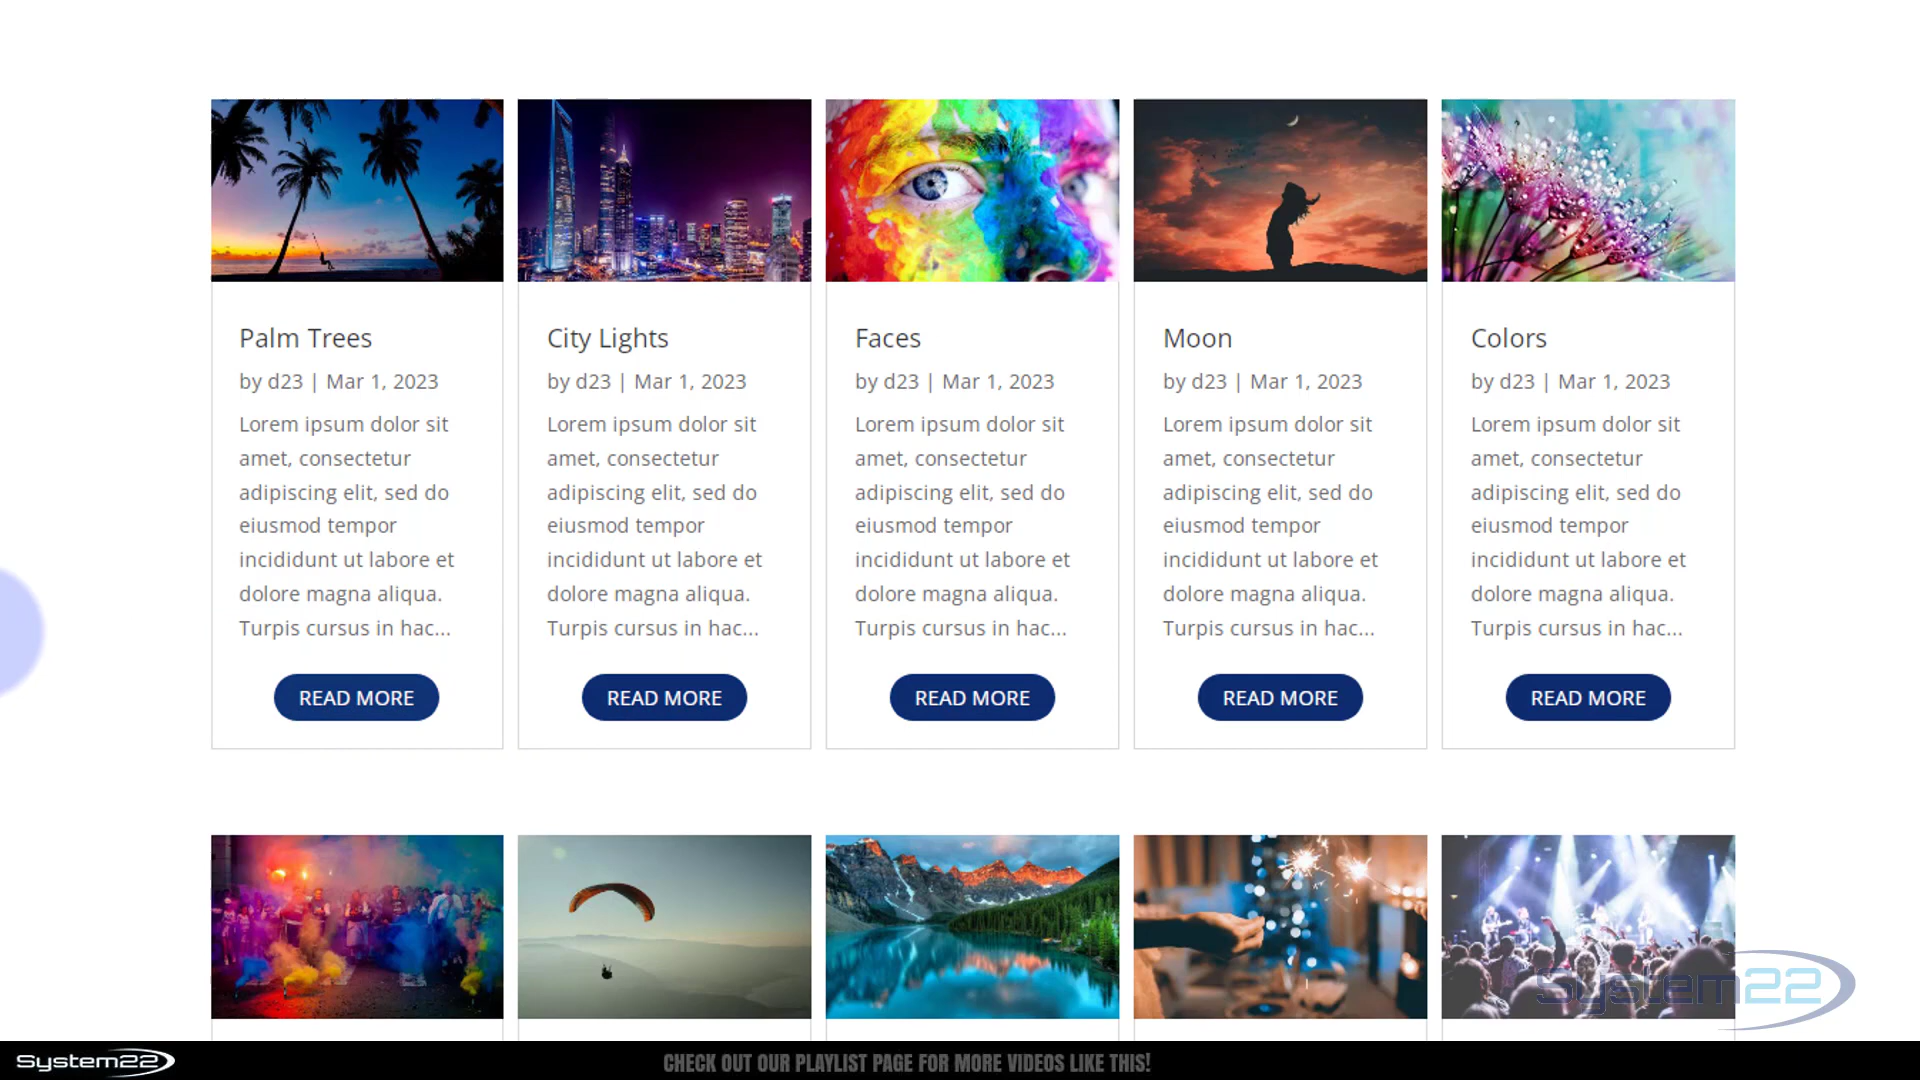 Palm Trees
by d23 | Mar 1, 2023
Lorem ipsum dolor sit
amet, consectetur
adipiscing elit, sed do
eiusmod tempor
incididunt ut labore et
dolore magna aliqua.
Turpis cursus in hac...
READ MORE
City Lights
by d23 | Mar 1, 2023
Lorem ipsum dolor sit
amet, consectetur
adipiscing elit, sed do
eiusmod tempor
incididunt ut labore et
dolore magna aliqua.
Turpis cursus in hac...
READ MORE
Faces
by d23 | Mar 1, 2023
Lorem ipsum dolor sit
amet, consectetur
adipiscing elit, sed do
eiusmod tempor
incididunt ut labore et
dolore magna aliqua.
Turpis cursus in hac...
READ MORE
Moon
by d23 | Mar 1, 2023
Lorem ipsum dolor sit
amet, consectetur
adipiscing elit, sed do
eiusmod tempor
incididunt ut labore et
dolore magna aliqua.
Turpis cursus in hac...
READ MORE
Colors
by d23 | Mar 1, 2023
Lorem ipsum dolor sit
amet, consectetur
adipiscing elit, sed do
eiusmod tempor
incididunt ut labore et
dolore magna aliqua.
Turpis cursus in hac...
READ MORE
System22
System22
CHECK OUT OUR PLAYLIST PAGE FOR MORE VIDEOS LIKE THIS!